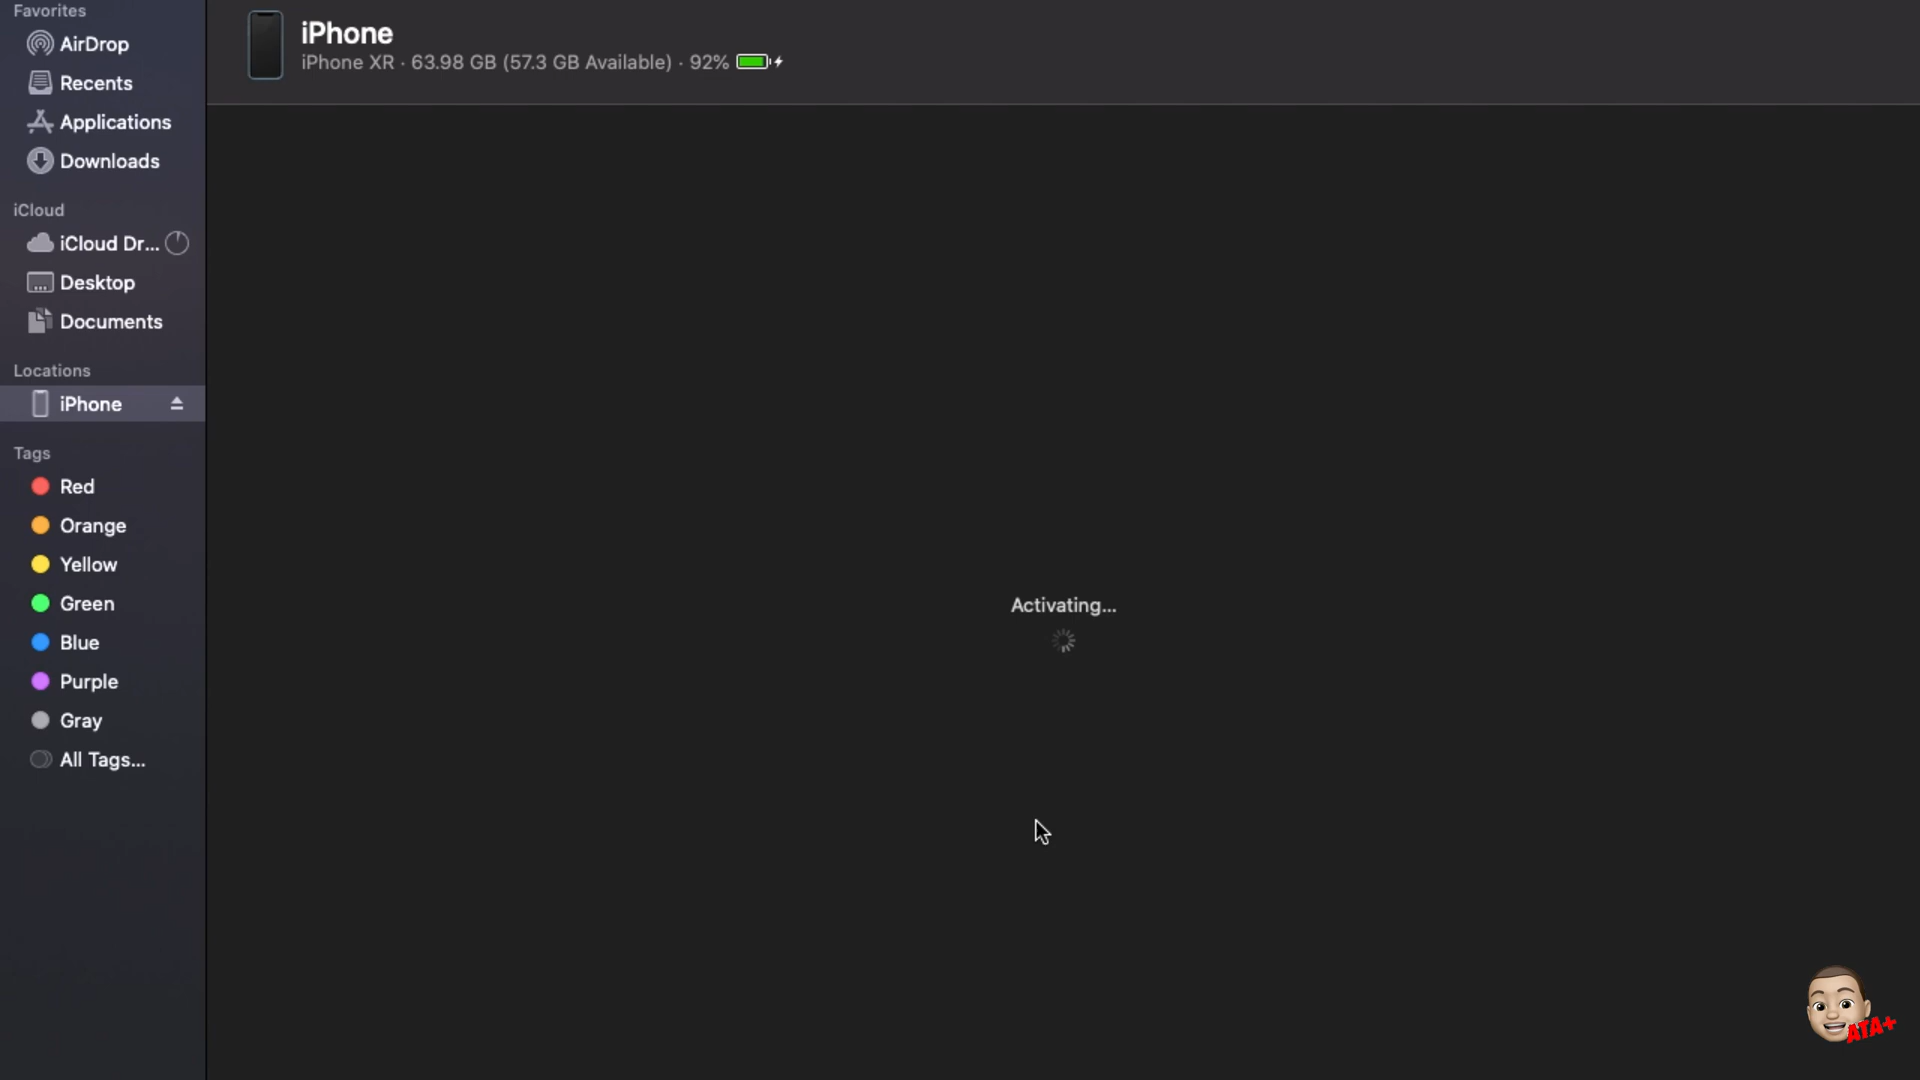 Favorites
AirDrop
Recents
Applications
Downloads
iCloud
iCloud Dr...
Desktop
Documents
Locations
iPhone
Tags
Red
Orange
Yellow
Green
Blue
Purple
Gray
All Tags...
iPhone
iPhone XR · 63.98 GB (57.3 GB Available) · 92%
Activating...
ATA+